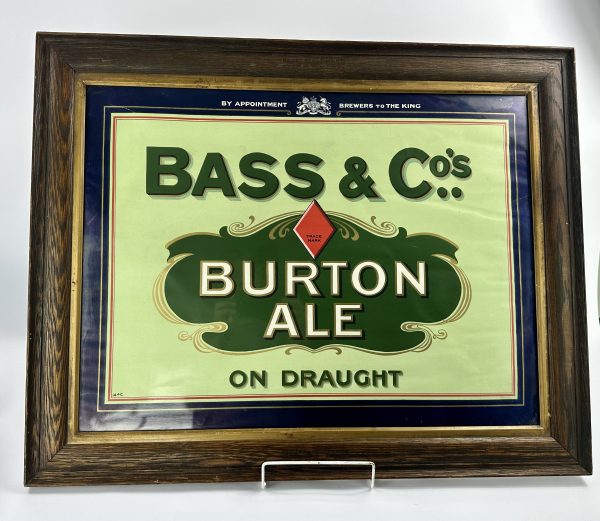 BY APPOINTMENT BREWERS TO THE KING
BASS & Co's
TRADE
MARK
BURTON
ALE
ON DRAUGHT